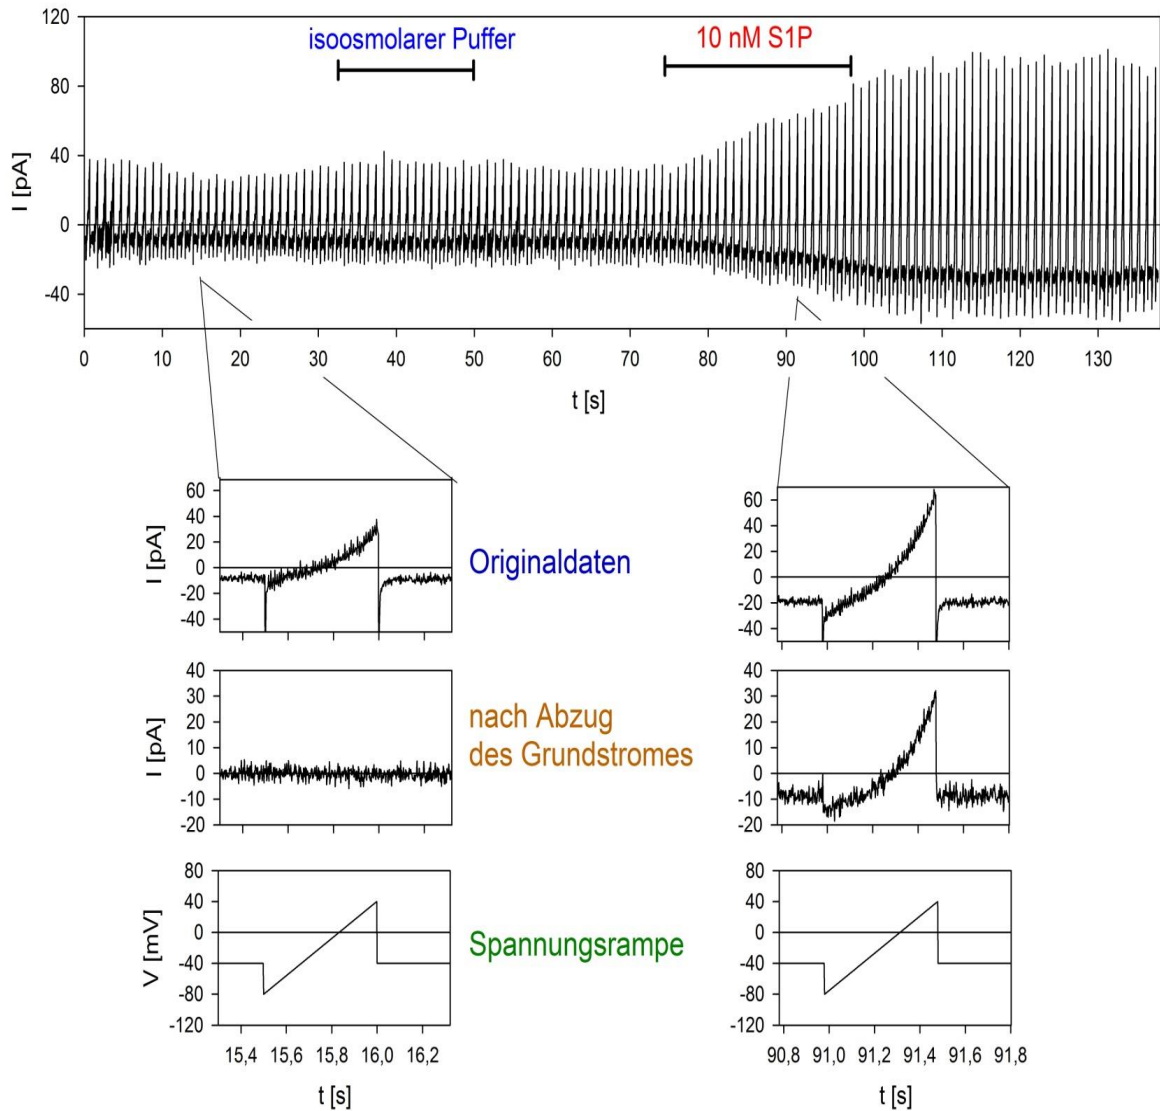 120
80
40
0
-40
I [pA]
isoosmolarer Puffer
10 nM S1P
0 10 20 30 40 50 60 70 80 90 100 110 120 130
t [s]
60
40
20
0
-20
-40
I [pA]
Originaldaten
60
40
20
0
-20
-40
40
30
20
10
0
-10
-20
I [pA]
nach Abzug
des Grundstromes
40
30
20
10
0
-10
-20
80
40
0
-40
-80
-120
V [mV]
15,4 15,6 15,8 16,0 16,2
t [s]
Spannungsrampe
80
40
0
-40
-80
-120
90,8 91,0 91,2 91,4 91,6 91,8
t [s]